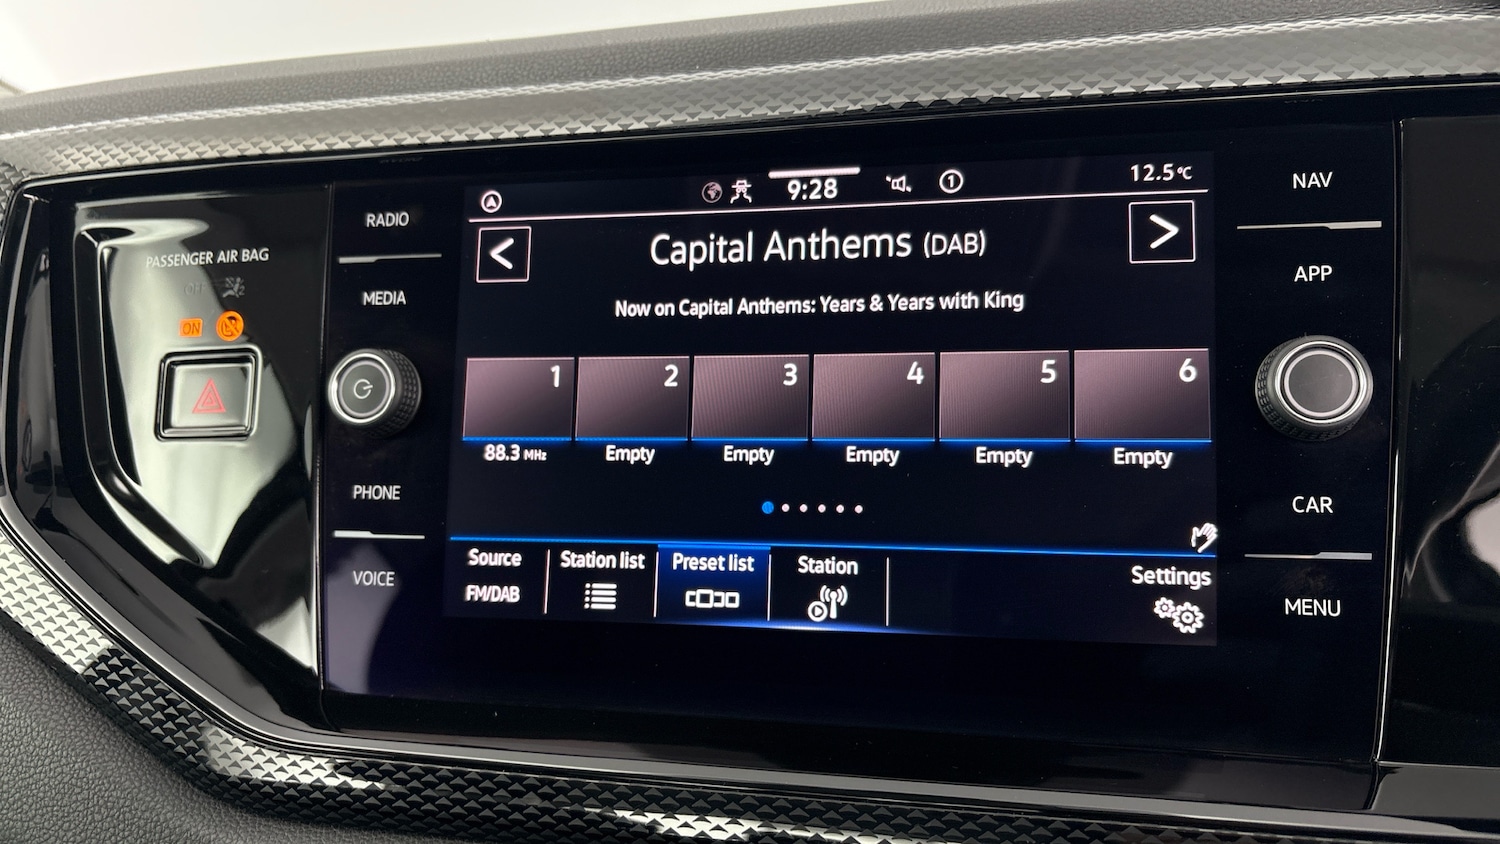 PASSENGER AIR BAG
OFF
ON
RADIO
MEDIA
PHONE
VOICE
9:28
1
12.5°C
Capital Anthems (DAB)
Now on Capital Anthems: Years & Years with King
1 2 3 4 5 6
88.3 MHz Empty Empty Empty Empty Empty
Source Station list Preset list Station
FM/DAB
Settings
NAV
APP
CAR
MENU